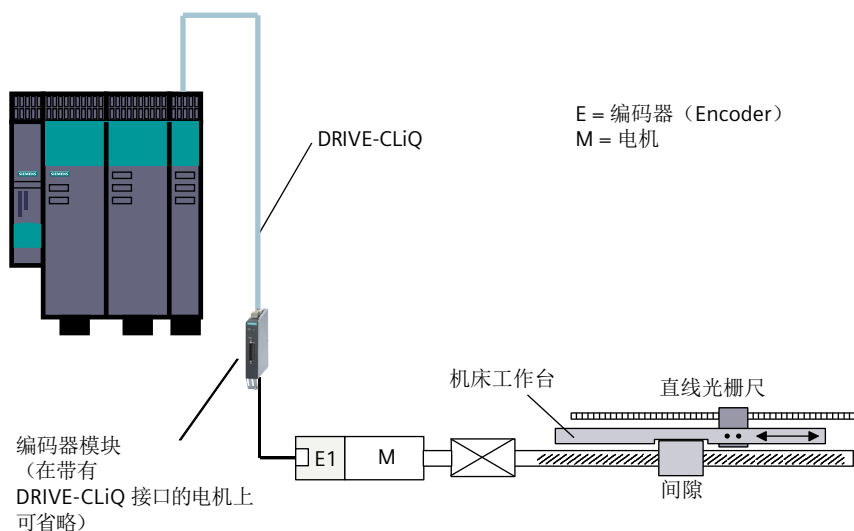 E = 编码器（Encoder）
M = 电机
DRIVE-CLiQ
SIEMENS
SIEMENS
机床工作台
直线光栅尺
编码器模块
（在带有
DRIVE-CLiQ 接口的电机上
可省略）
E1
M
间隙